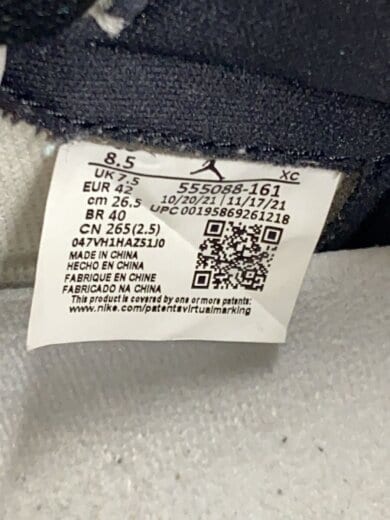 8.5 XC
UK 7.5 555088-161
EUR 42 10/20/21 | 11/17/21
cm 26.5 UPC 00195869261218
BR 40
CN 265(2.5)
047VH1HAZS1J0
MADE IN CHINA
HECHO EN CHINA
FABRIQUE EN CHINE
FABRICADO NA CHINA
This product is covered by one or more patents:
www.nike.com/patentsvirtualmarking